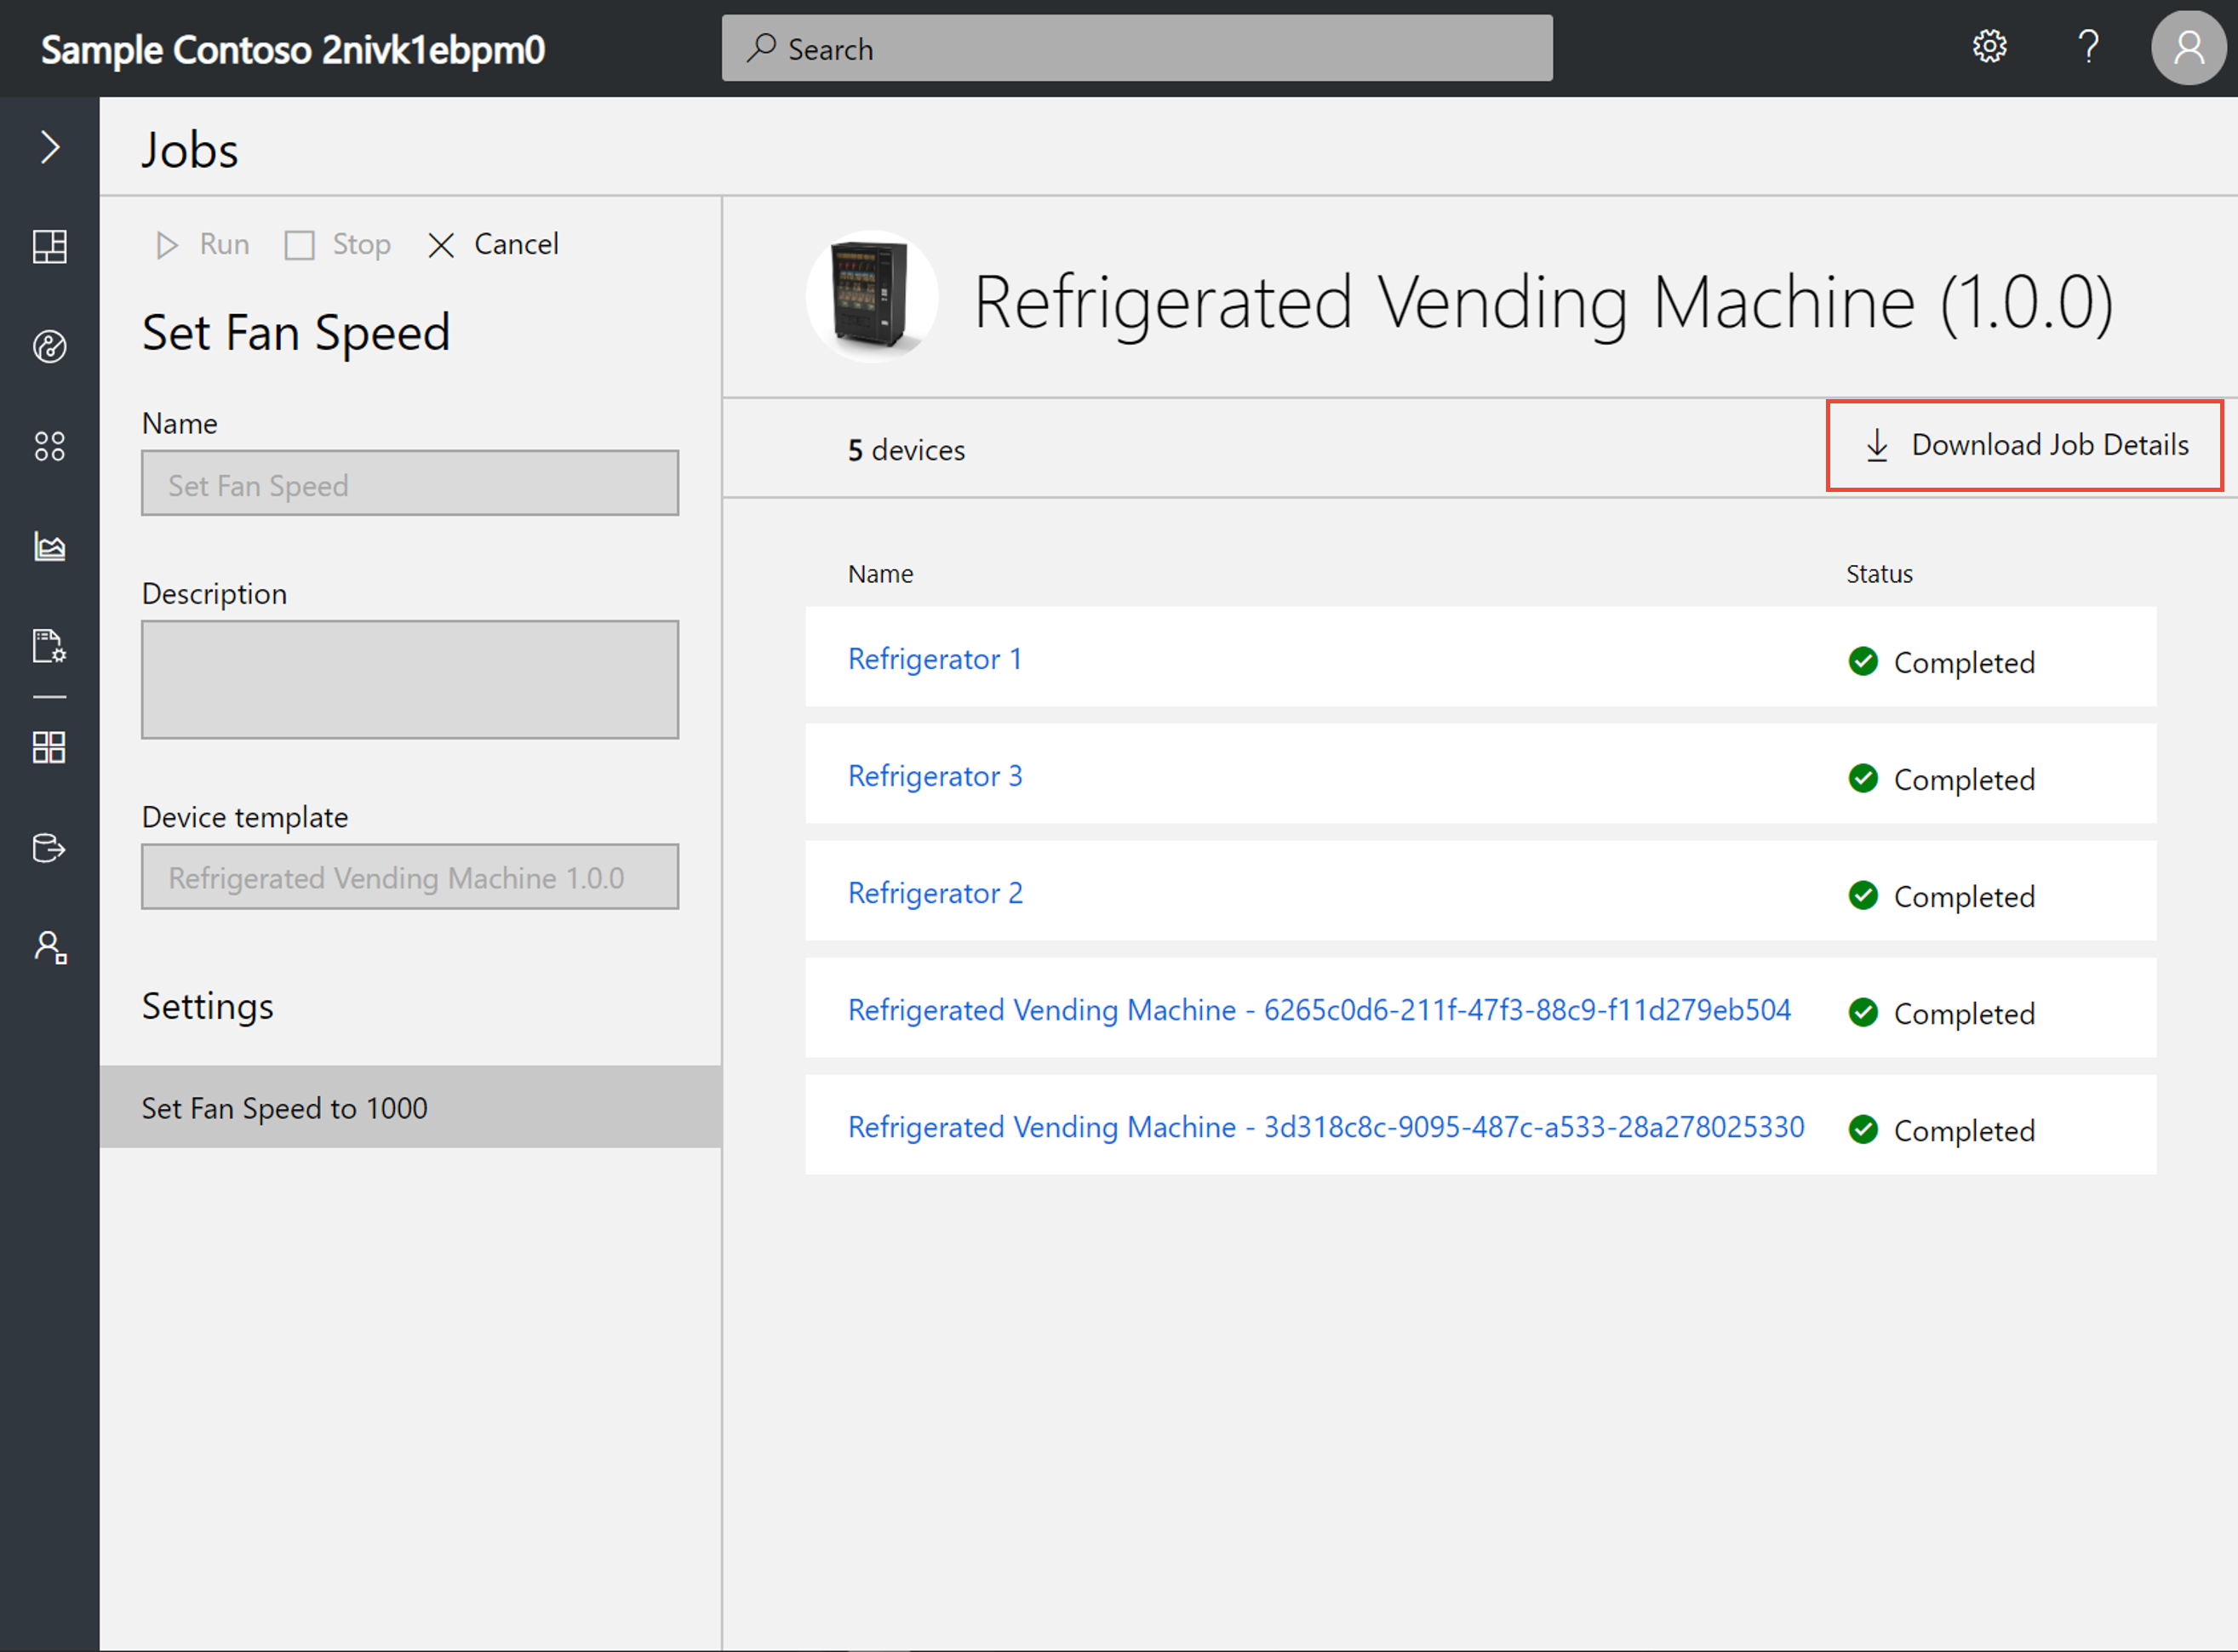 Sample Contoso 2nivk1ebpm0
Search
?
Jobs
Run
Stop
Cancel
Set Fan Speed
Name
Set Fan Speed
Description
Device template
Refrigerated Vending Machine 1.0.0
Settings
Set Fan Speed to 1000
Refrigerated Vending Machine (1.0.0)
5 devices
Download Job Details
Name Status
Refrigerator 1 Completed
Refrigerator 3 Completed
Refrigerator 2 Completed
Refrigerated Vending Machine - 6265c0d6-211f-47f3-88c9-f11d279eb504 Completed
Refrigerated Vending Machine - 3d318c8c-9095-487c-a533-28a278025330 Completed